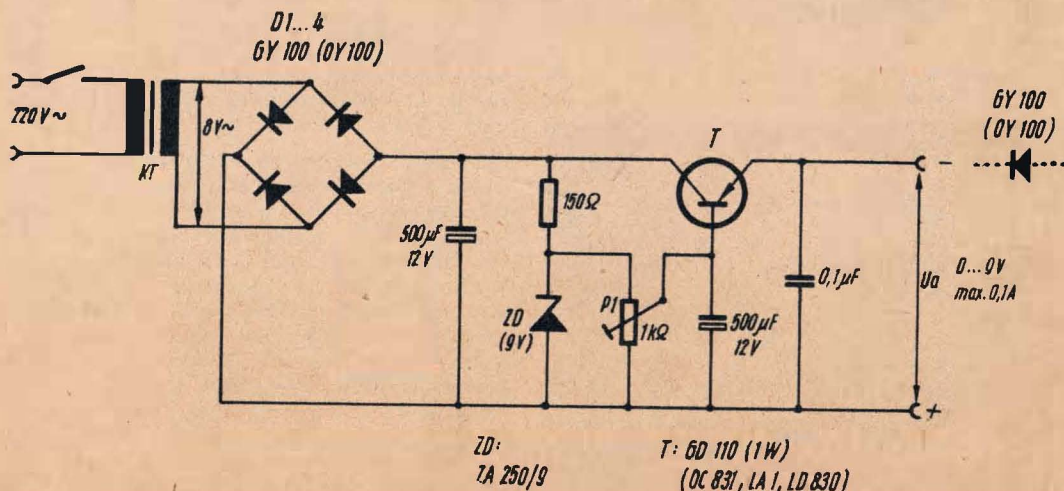 D1...4
GY 100 (OY 100)
220V~
KT
8V~
500µF
12V
150Ω
ZD
(9V)
P1
1kΩ
T
500µF
12V
0,1µF
-
Ua
0...9V
max. 0,1A
+
GY 100
(OY 100)
ZD:
ZA 250/9
T: GD 110 (1W)
(OC 831, LA 1, LD 830)